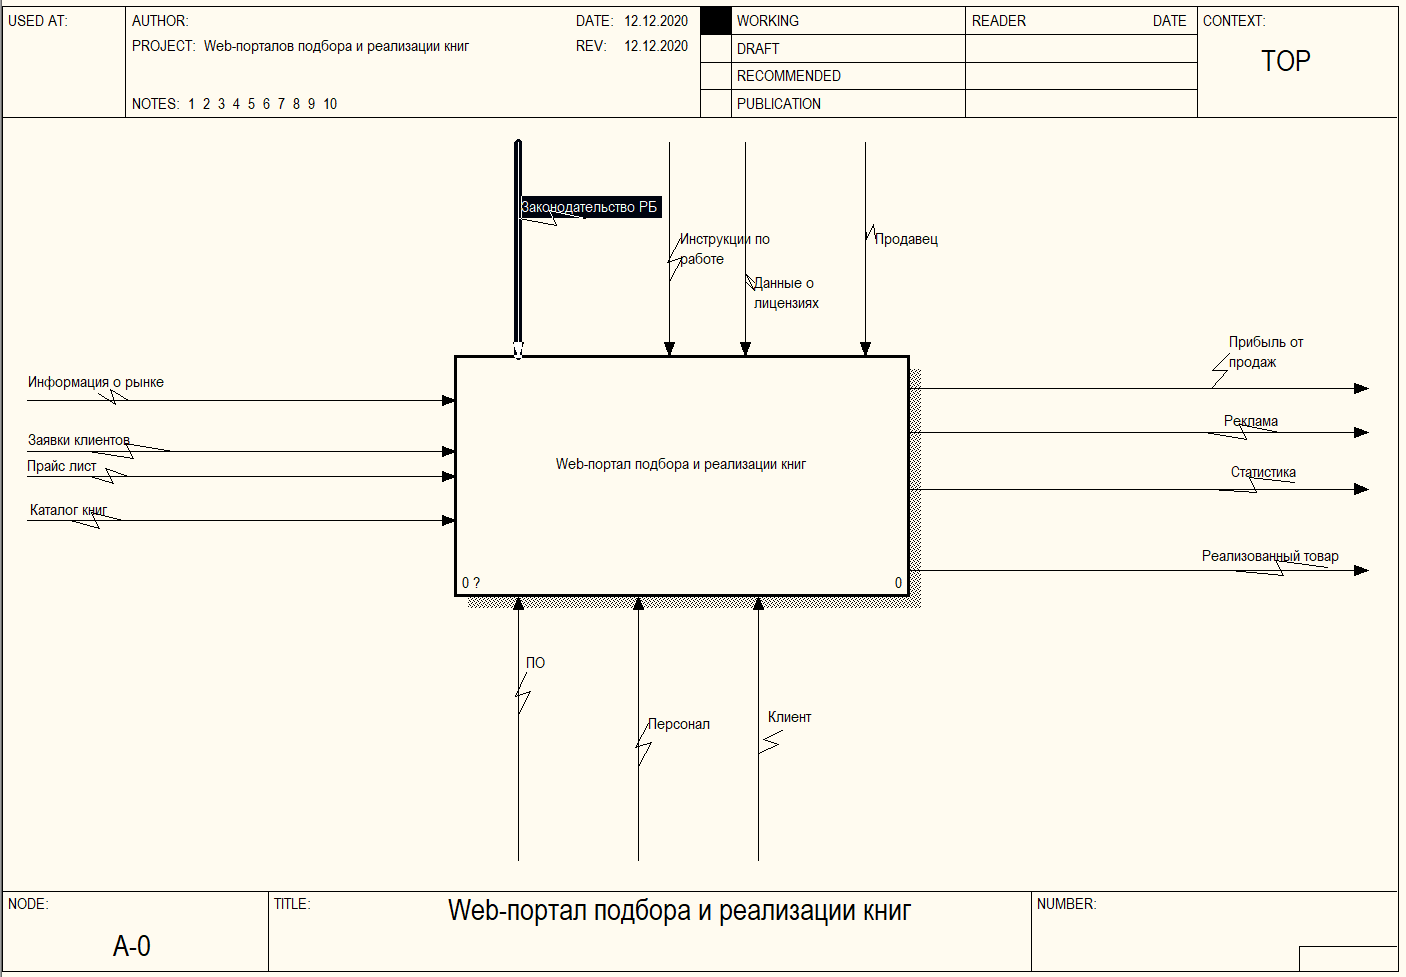 USED AT:
AUTHOR:
DATE: 12.12.2020
PROJECT: Web-порталов подбора и реализации книг
REV: 12.12.2020
NOTES: 1 2 3 4 5 6 7 8 9 10
WORKING
DRAFT
RECOMMENDED
PUBLICATION
READER DATE
CONTEXT:
TOP
Законодательство РБ
Инструкции по
работе
Данные о
лицензиях
Продавец
Информация о рынке
Заявки клиентов
Прайс лист
Каталог книг
Web-портал подбора и реализации книг
0 ?
0
Прибыль от
продаж
Реклама
Статистика
Реализованный товар
ПО
Персонал
Клиент
NODE:
A-0
TITLE:
Web-портал подбора и реализации книг
NUMBER: